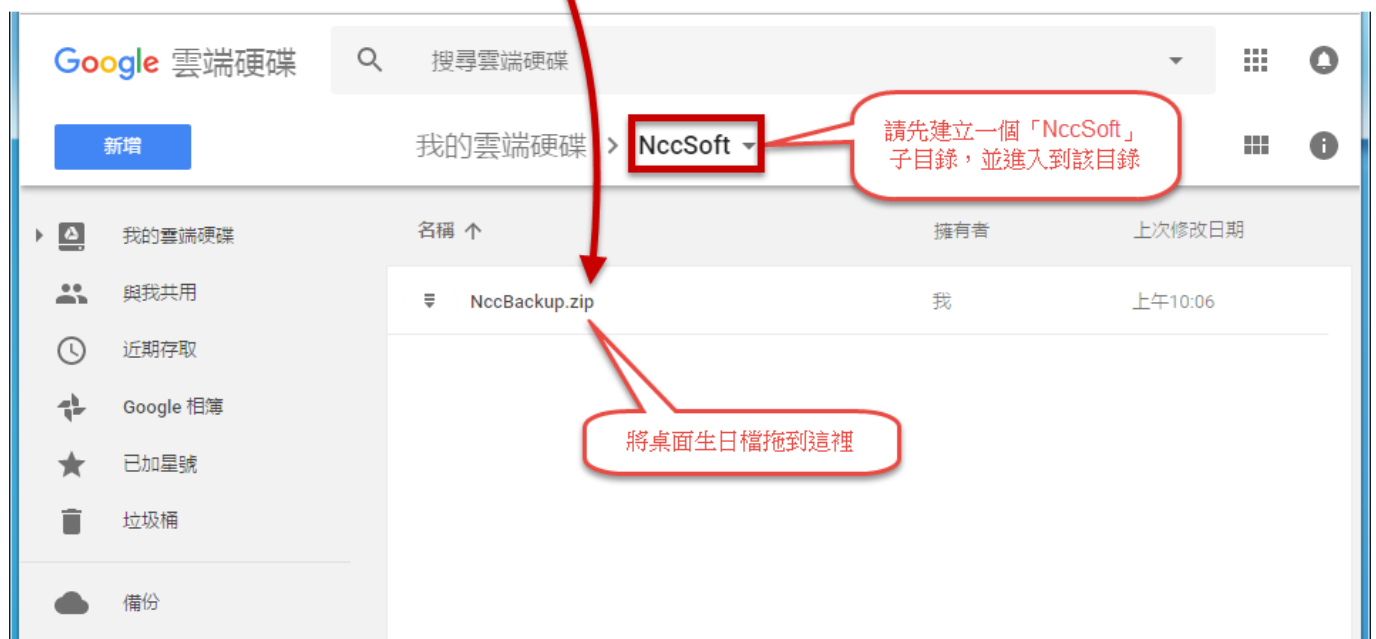 Google 雲端硬碟
搜尋雲端硬碟
新增
我的雲端硬碟 > NccSoft
請先建立一個「NccSoft」
子目錄，並進入到該目錄
我的雲端硬碟
與我共用
近期存取
Google 相簿
已加星號
垃圾桶
備份
名稱 擁有者 上次修改日期
NccBackup.zip 我 上午10:06
將桌面生日檔拖到這裡